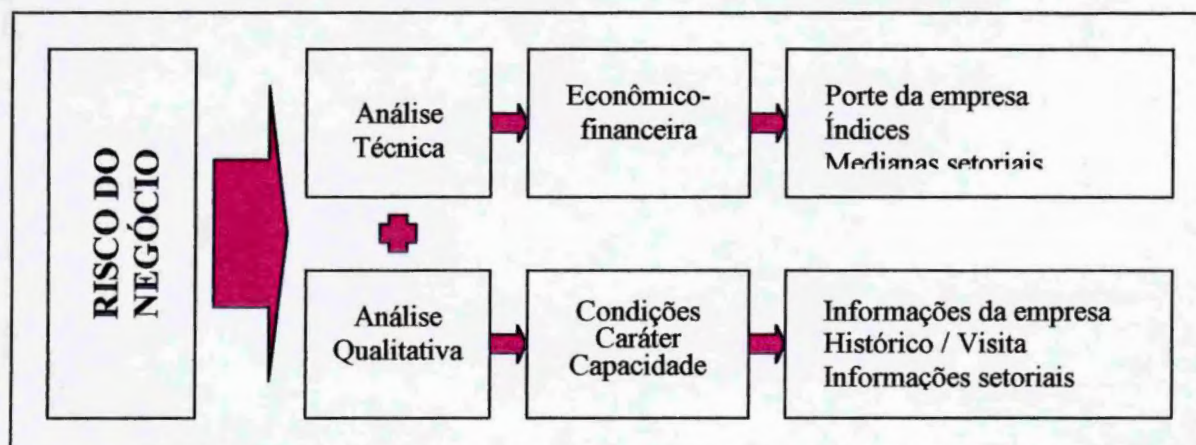 RISCO DO
NEGÓCIO
Análise
Técnica
Econômico-
financeira
Porte da empresa
Índices
Medianas setoriais
Análise
Qualitativa
Condições
Caráter
Capacidade
Informações da empresa
Histórico / Visita
Informações setoriais